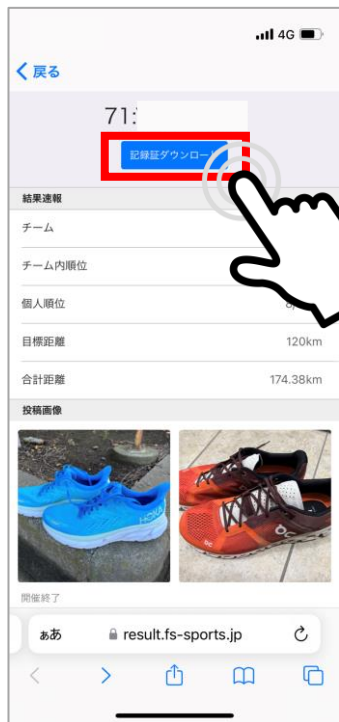 4G
戻る
71:
記録証ダウンロー
結果速報
チーム
チーム内順位
個人順位
目標距離 120km
合計距離 174.38km
投稿画像
HOKA
開催終了
ぁあ result.fs-sports.jp